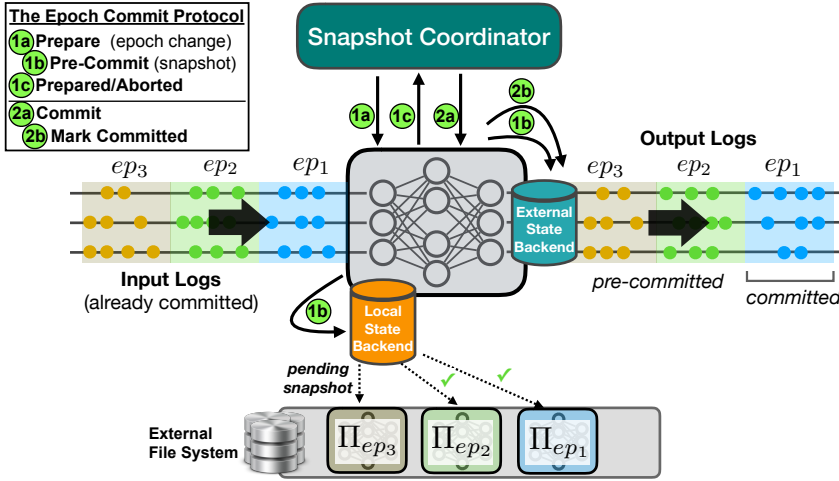 The Epoch Commit Protocol
1a Prepare (epoch change)
1b Pre-Commit (snapshot)
1c Prepared/Aborted
2a Commit
2b Mark Committed
Snapshot Coordinator
1a
1c
2a
2b
1b
Output Logs
ep3
ep2
ep1
ep3
ep2
ep1
External
State
Backend
Input Logs
(already committed)
pre-committed
committed
1b
Local
State
Backend
pending
snapshot
✓
✓
External
File System
Πep3
Πep2
Πep1